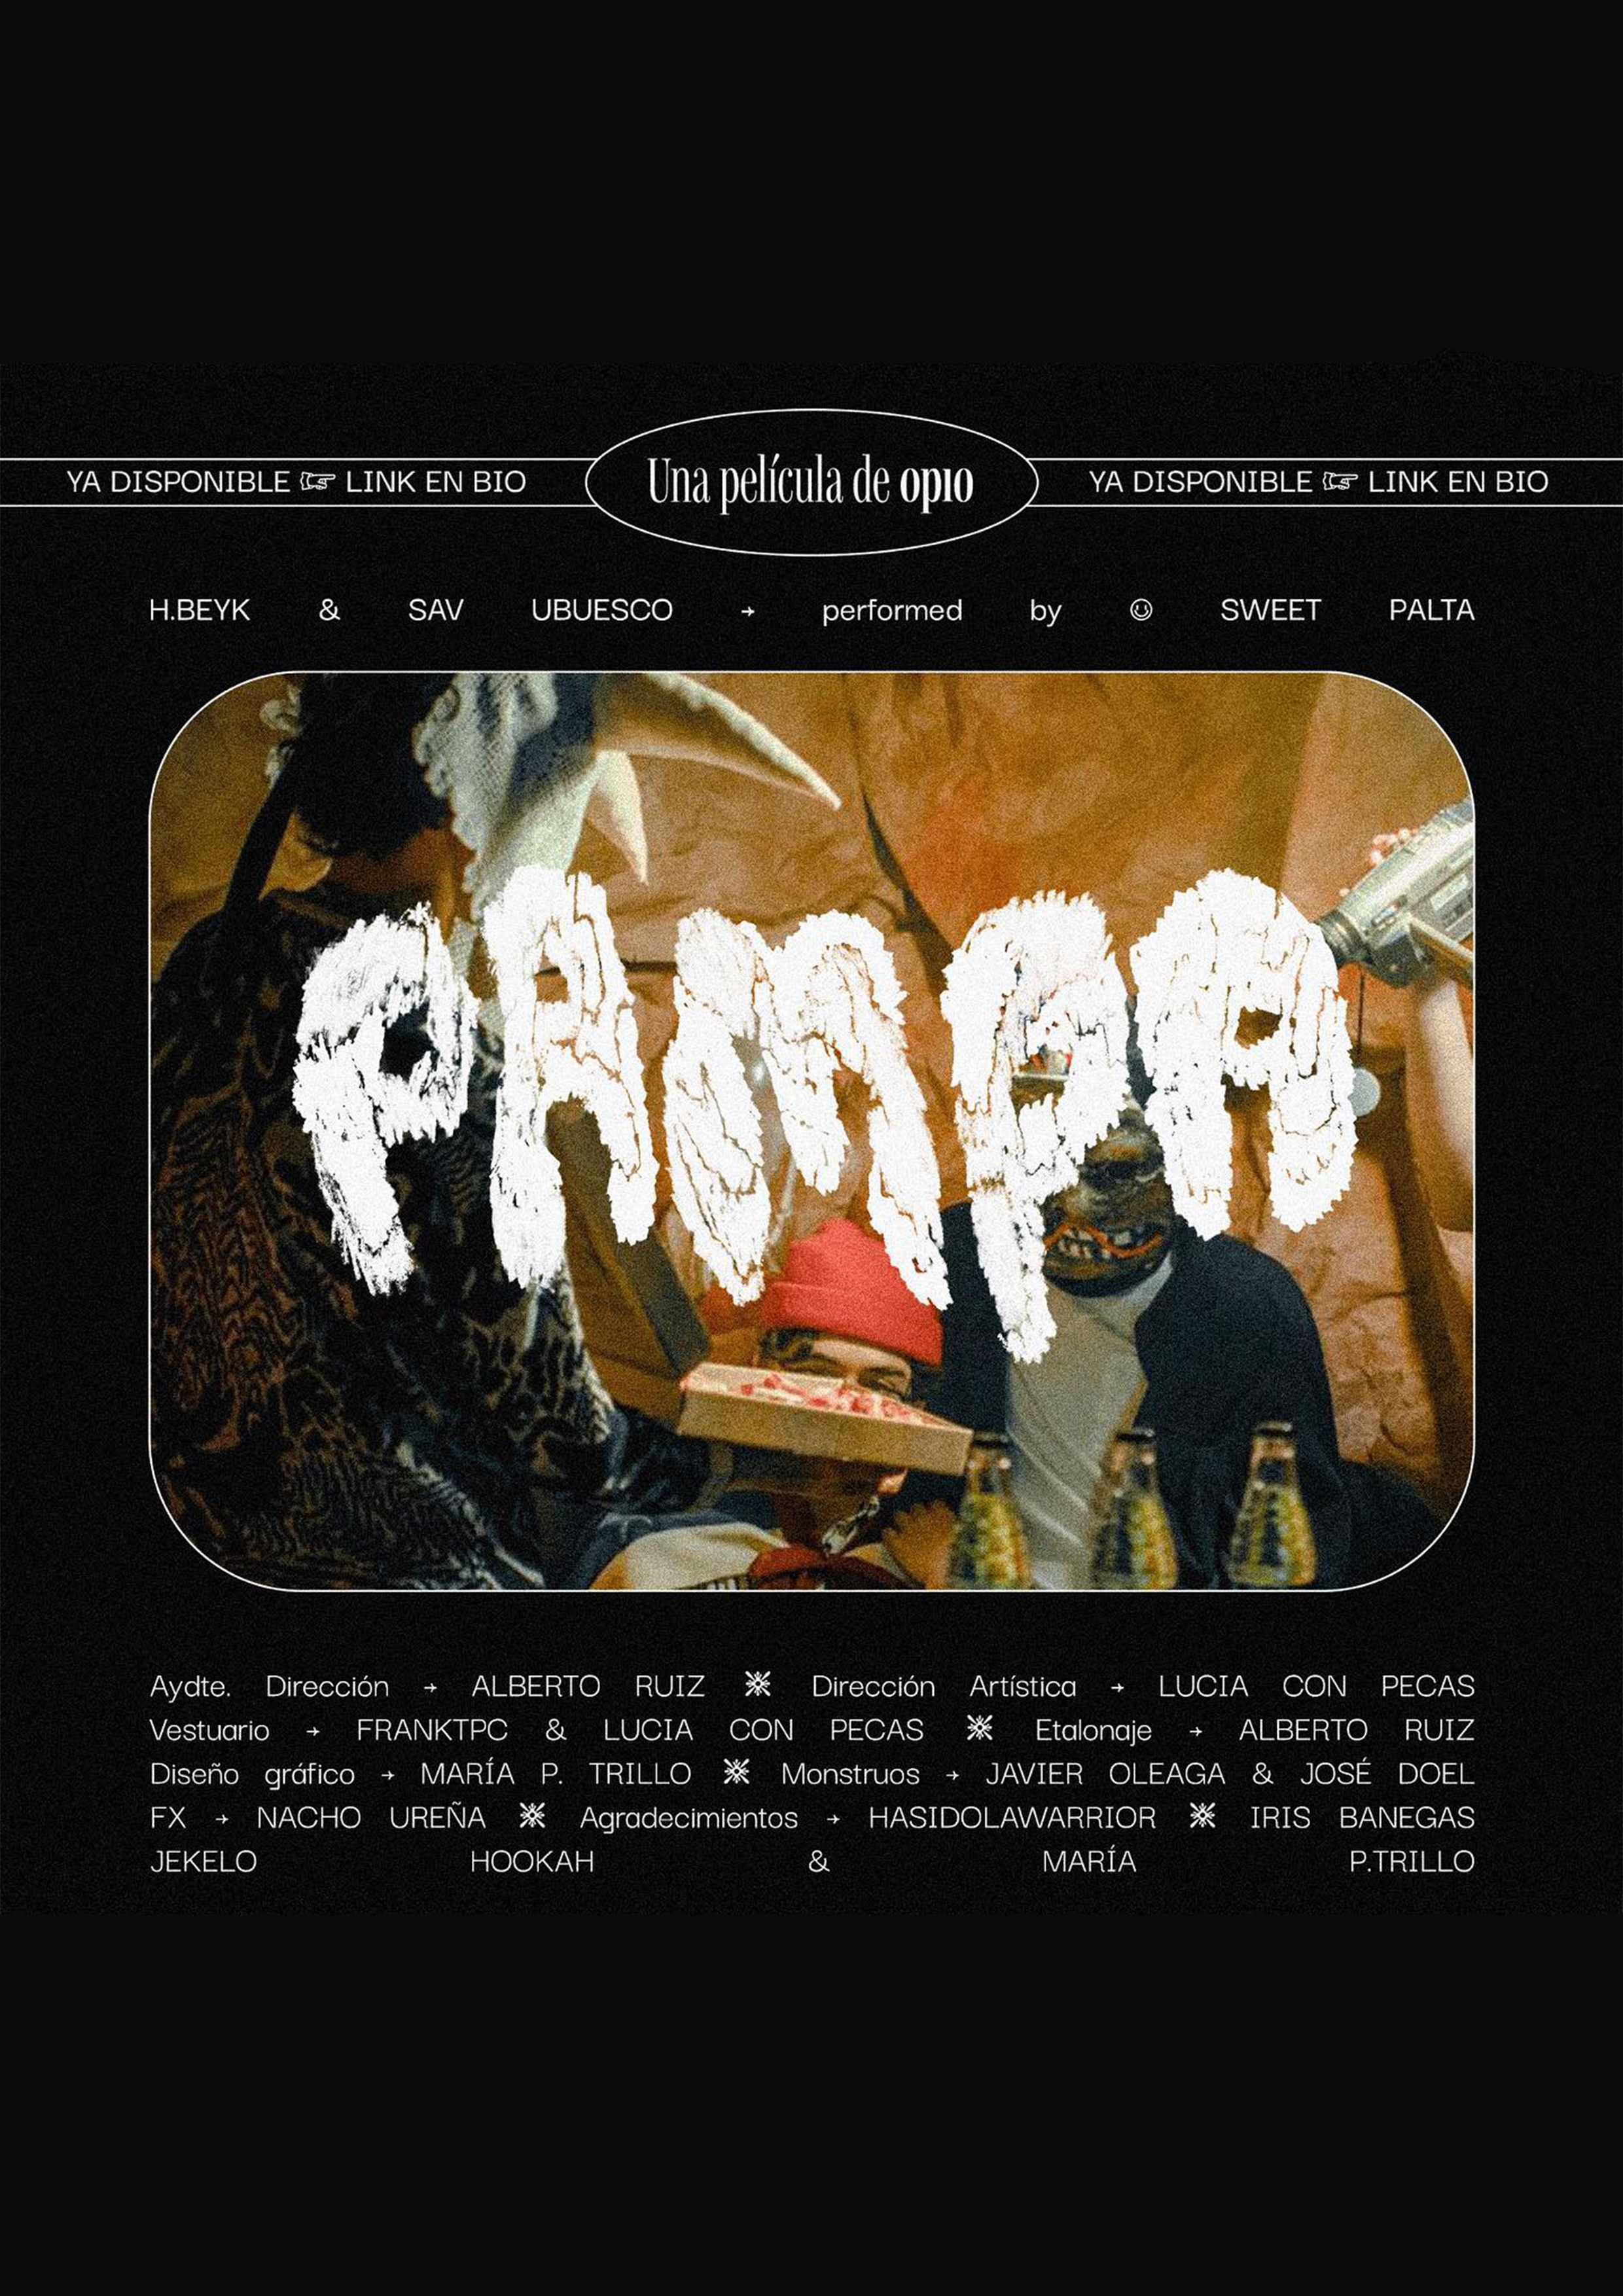 YA DISPONIBLE ☞ LINK EN BIO
Una película de opıo
YA DISPONIBLE ☞ LINK EN BIO
H.BEYK & SAV UBUESCO → performed by ☺ SWEET PALTA
PAMPA
Aydte. Dirección → ALBERTO RUIZ ※ Dirección Artística → LUCIA CON PECAS
Vestuario → FRANKTPC & LUCIA CON PECAS ※ Etalonaje → ALBERTO RUIZ
Diseño gráfico → MARÍA P. TRILLO ※ Monstruos → JAVIER OLEAGA & JOSÉ DOEL
FX → NACHO UREÑA ※ Agradecimientos → HASIDOLAWARRIOR ※ IRIS BANEGAS
JEKELO HOOKAH & MARÍA P.TRILLO